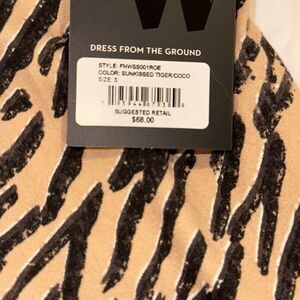 W
DRESS FROM THE GROUND
STYLE: FNWSS001ROE
COLOR: SUNKISSED TIGER/COCO
SIZE: S
SUGGESTED RETAIL
$68.00